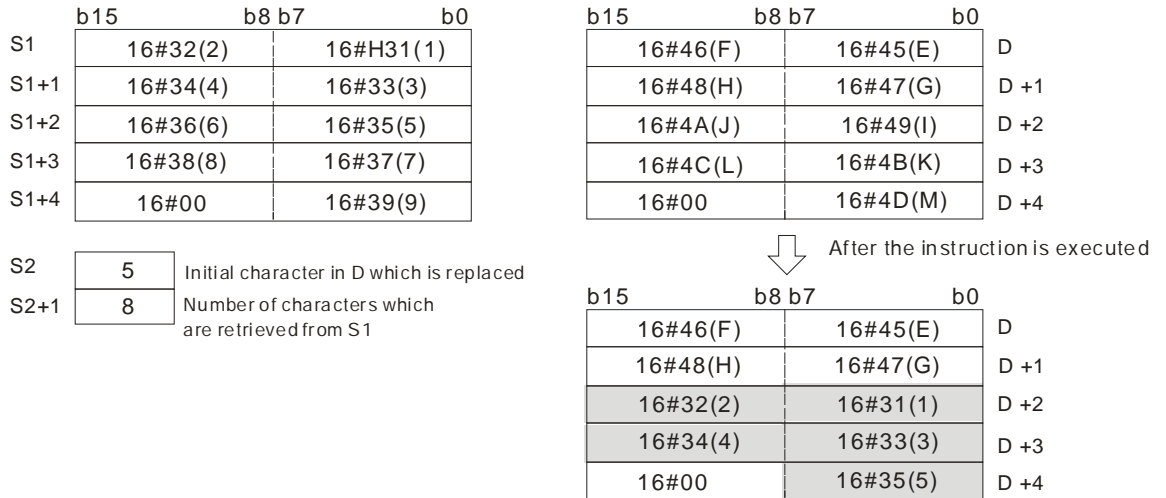 b15 b8 b7 b0
S1 16#32(2) 16#H31(1)
S1+1 16#34(4) 16#33(3)
S1+2 16#36(6) 16#35(5)
S1+3 16#38(8) 16#37(7)
S1+4 16#00 16#39(9)
S2 5 Initial character in D which is replaced
S2+1 8 Number of characters which
are retrieved from S1
b15 b8 b7 b0
16#46(F) 16#45(E) D
16#48(H) 16#47(G) D +1
16#4A(J) 16#49(I) D +2
16#4C(L) 16#4B(K) D +3
16#00 16#4D(M) D +4
After the instruction is executed
b15 b8 b7 b0
16#46(F) 16#45(E) D
16#48(H) 16#47(G) D +1
16#32(2) 16#31(1) D +2
16#34(4) 16#33(3) D +3
16#00 16#35(5) D +4